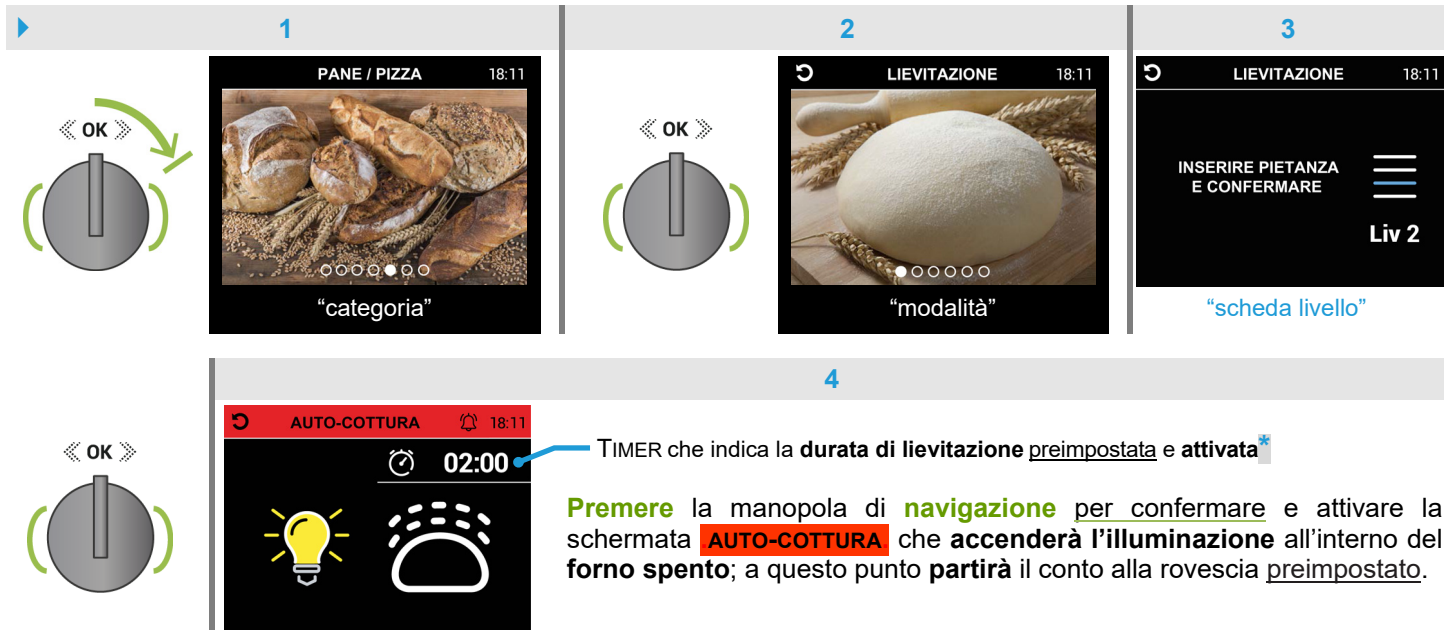 1
2
3
OK
PANE / PIZZA 18:11
“categoria”
OK
LIEVITAZIONE 18:11
“modalità”
LIEVITAZIONE 18:11
INSERIRE PIETANZA
E CONFERMARE
Liv 2
“scheda livello”
4
OK
AUTO-COTTURA 18:11
02:00
TIMER che indica la durata di lievitazione preimpostata e attivata*
Premere la manopola di navigazione per confermare e attivare la
schermata .AUTO-COTTURA. che accenderà l’illuminazione all’interno del
forno spento; a questo punto partirà il conto alla rovescia preimpostato.